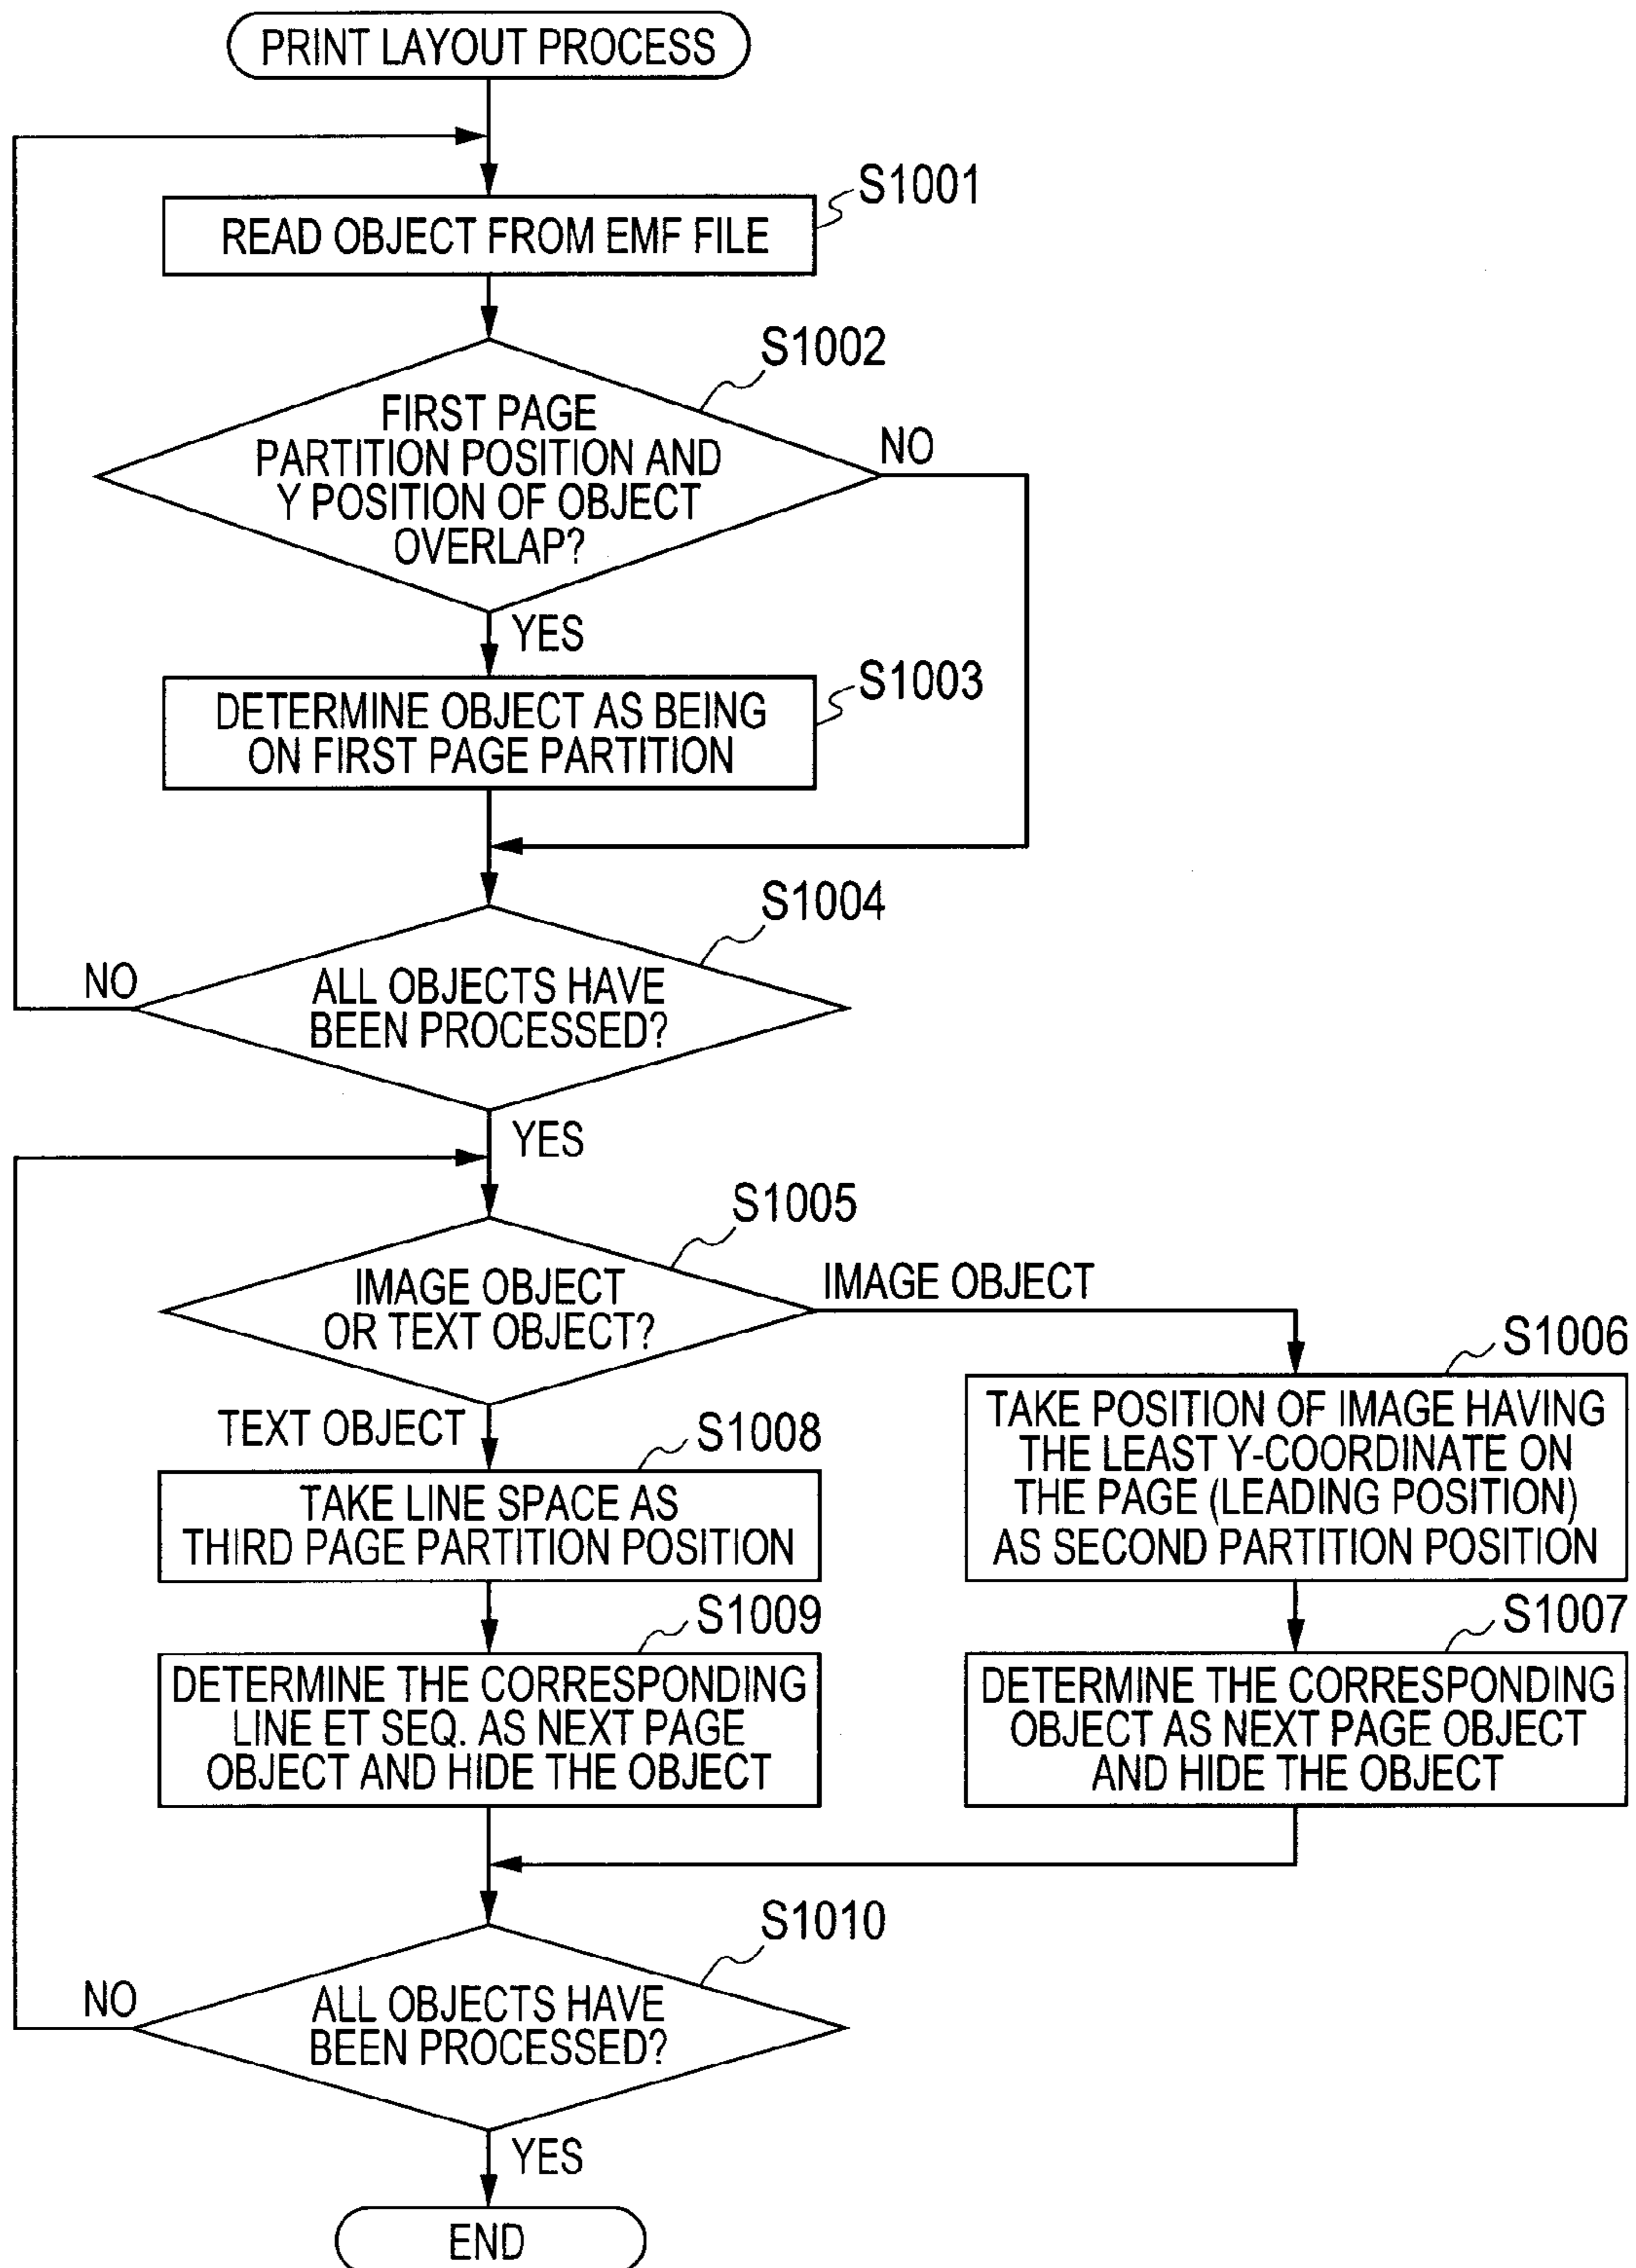 PRINT LAYOUT PROCESS
S1001
READ OBJECT FROM EMF FILE
S1002
FIRST PAGE
PARTITION POSITION AND
Y POSITION OF OBJECT
OVERLAP?
NO
YES
S1003
DETERMINE OBJECT AS BEING
ON FIRST PAGE PARTITION
S1004
NO
ALL OBJECTS HAVE
BEEN PROCESSED?
YES
S1005
IMAGE OBJECT
OR TEXT OBJECT?
IMAGE OBJECT
S1006
TAKE POSITION OF IMAGE HAVING
THE LEAST Y-COORDINATE ON
THE PAGE (LEADING POSITION)
AS SECOND PARTITION POSITION
TEXT OBJECT
S1008
TAKE LINE SPACE AS
THIRD PAGE PARTITION POSITION
S1009
DETERMINE THE CORRESPONDING
LINE ET SEQ. AS NEXT PAGE
OBJECT AND HIDE THE OBJECT
S1007
DETERMINE THE CORRESPONDING
OBJECT AS NEXT PAGE OBJECT
AND HIDE THE OBJECT
S1010
NO
ALL OBJECTS HAVE
BEEN PROCESSED?
YES
END